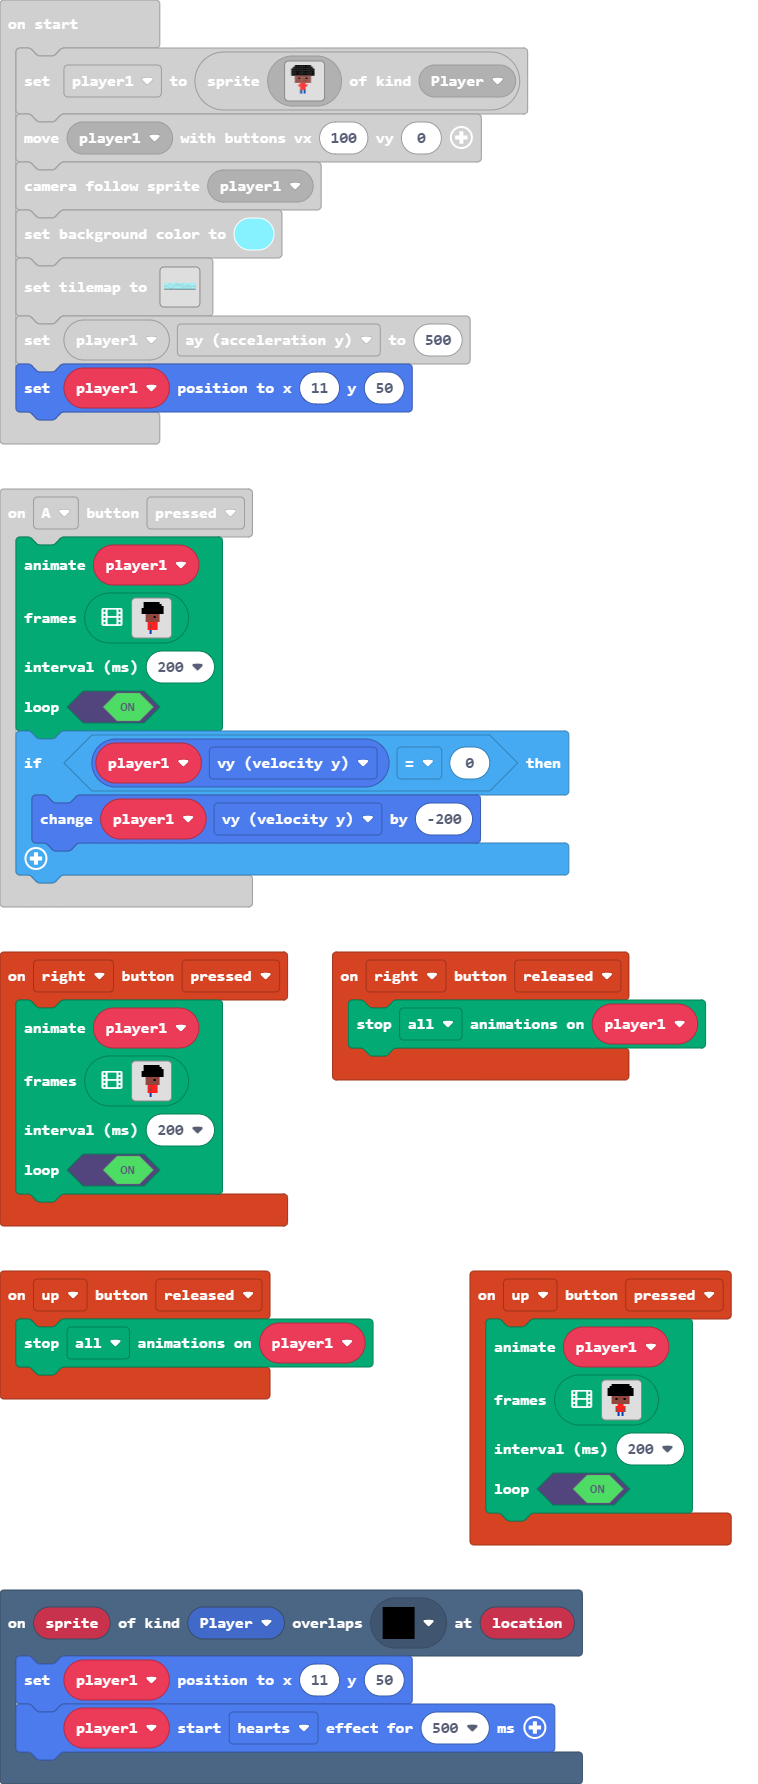 on start
set player1 to sprite of kind Player
move player1 with buttons vx 100 vy 0
camera follow sprite player1
set background color to
set tilemap to
set player1 ay (acceleration y) to 500
set player1 position to x 11 y 50
on A button pressed
animate player1
frames
interval (ms) 200
loop ON
if player1 vy (velocity y) = 0 then
change player1 vy (velocity y) by -200
on right button pressed
animate player1
frames
interval (ms) 200
loop ON
on right button released
stop all animations on player1
on up button released
stop all animations on player1
on up button pressed
animate player1
frames
interval (ms) 200
loop ON
on sprite of kind Player overlaps at location
set player1 position to x 11 y 50
player1 start hearts effect for 500 ms